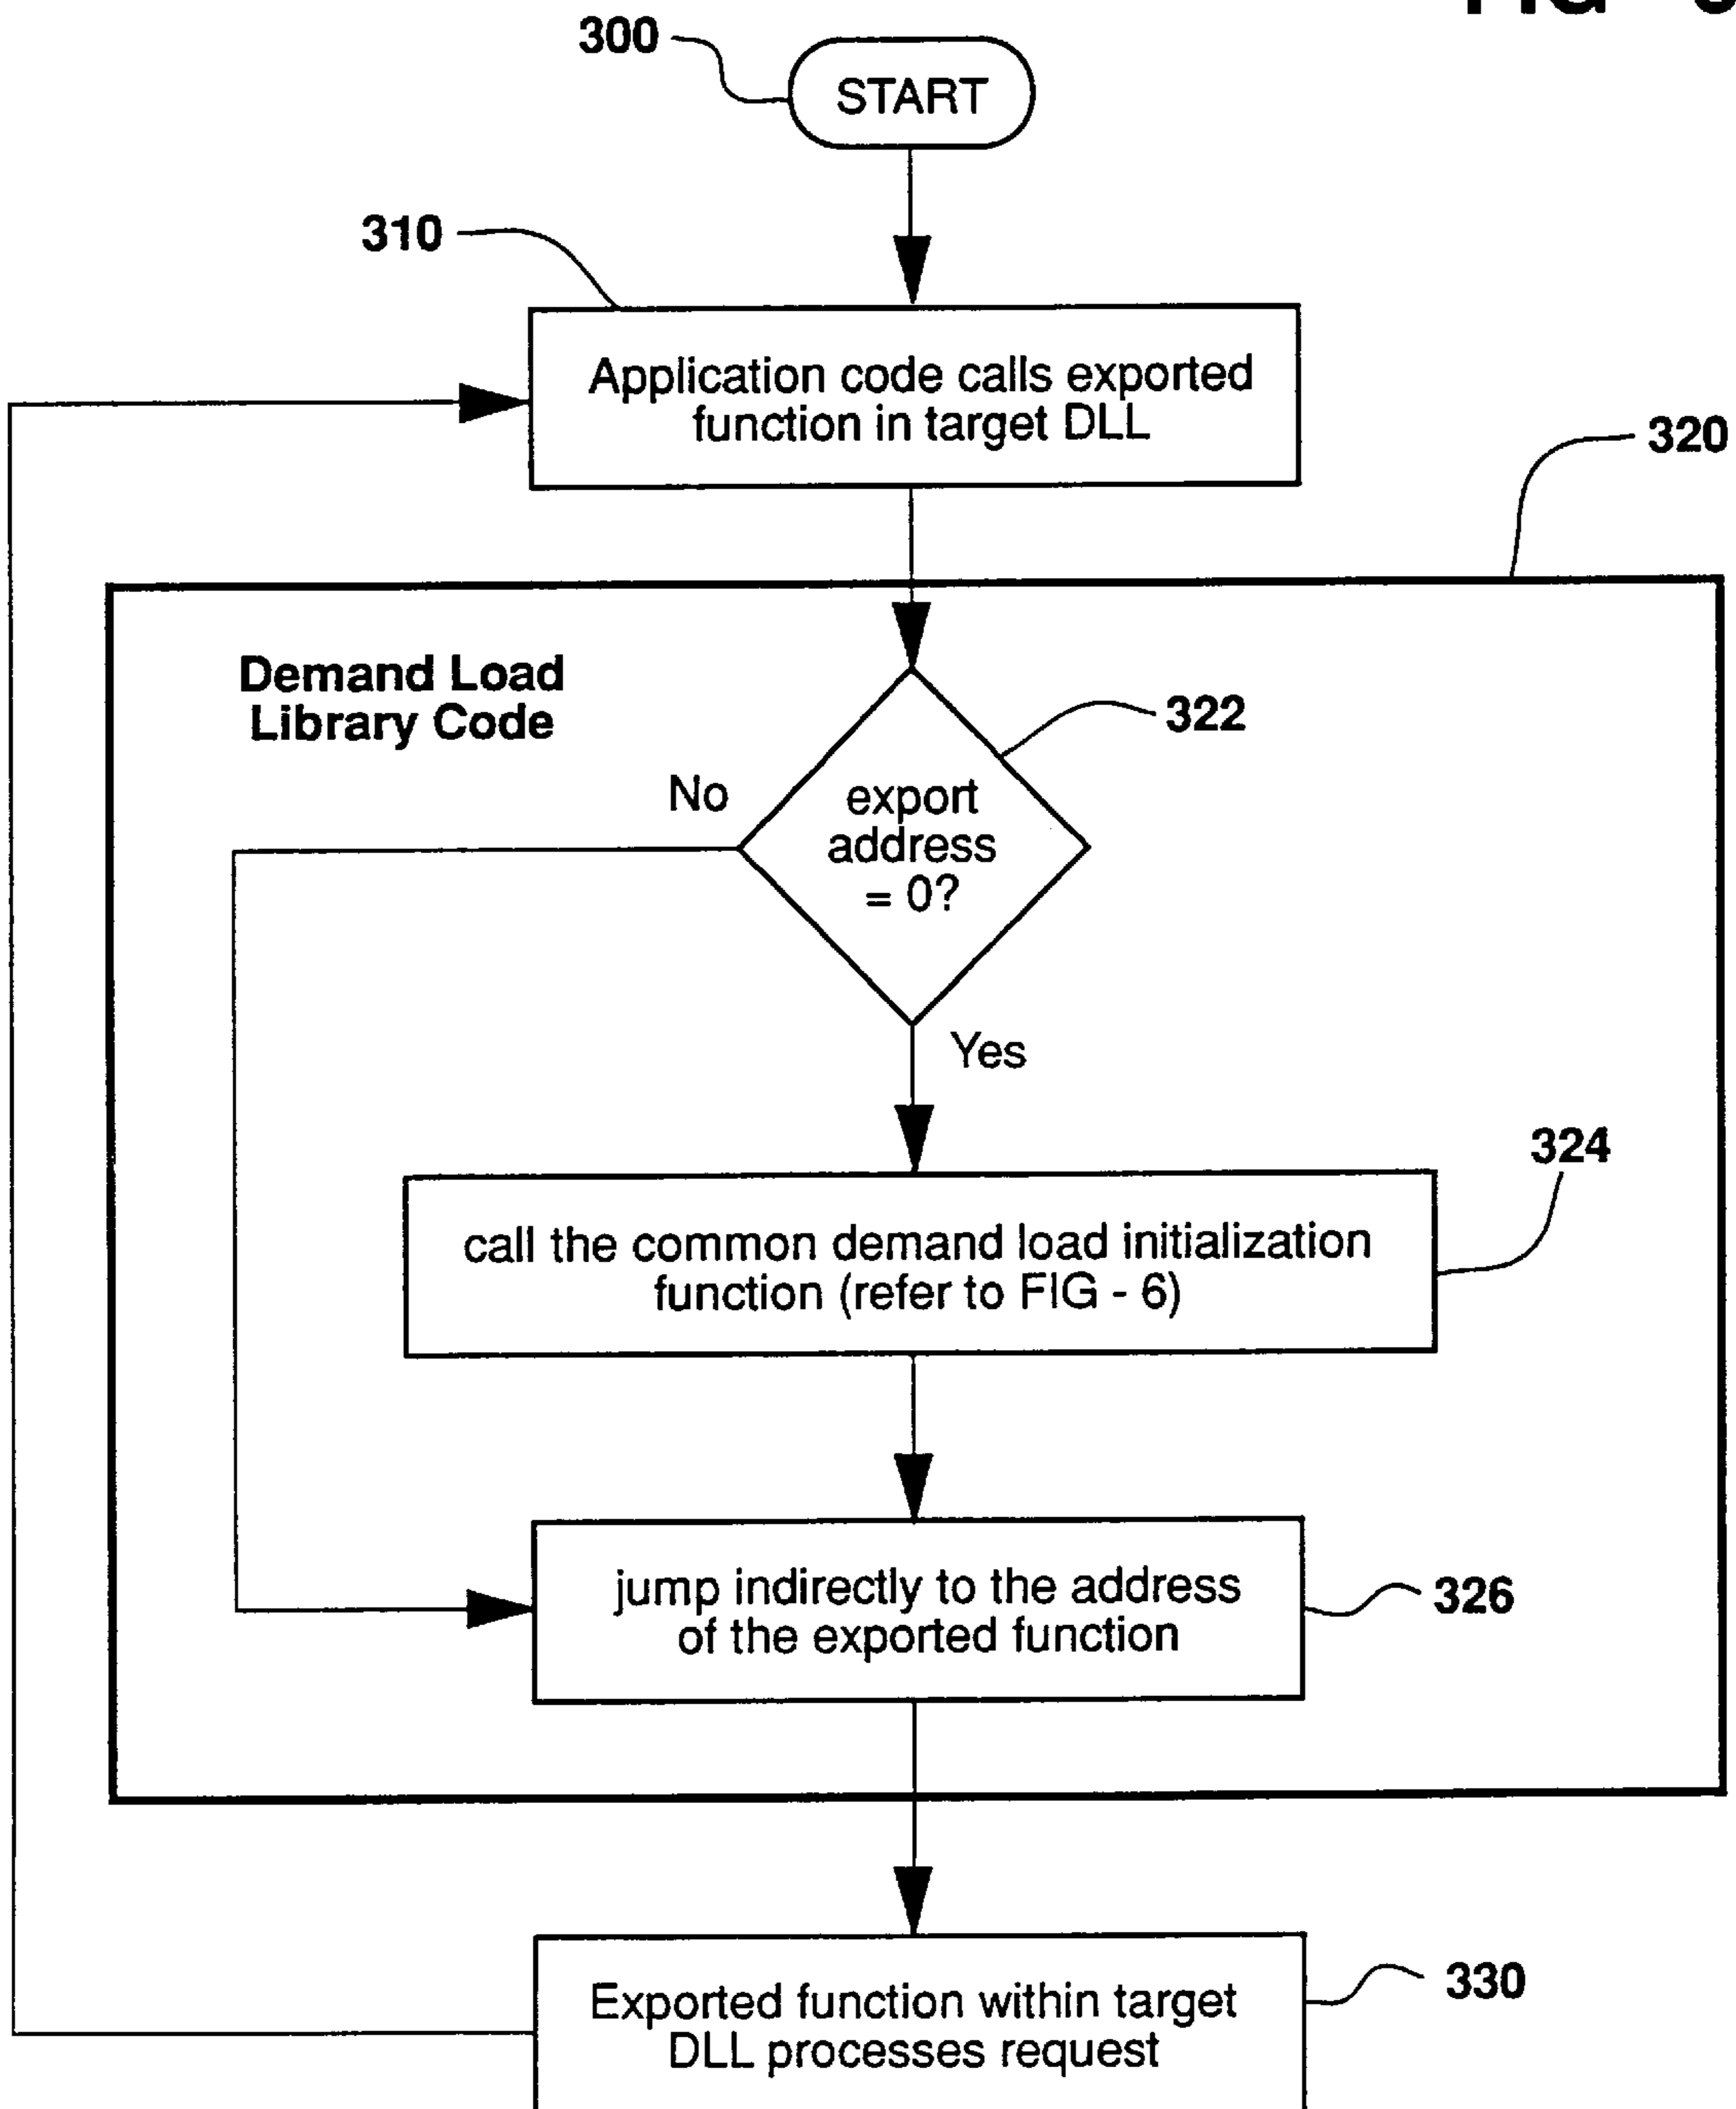 300
START
310
Application code calls exported
function in target DLL
320
Demand Load
Library Code
322
No
export
address
= 0?
Yes
324
call the common demand load initialization
function (refer to FIG - 6)
jump indirectly to the address
of the exported function
326
Exported function within target
DLL processes request
330